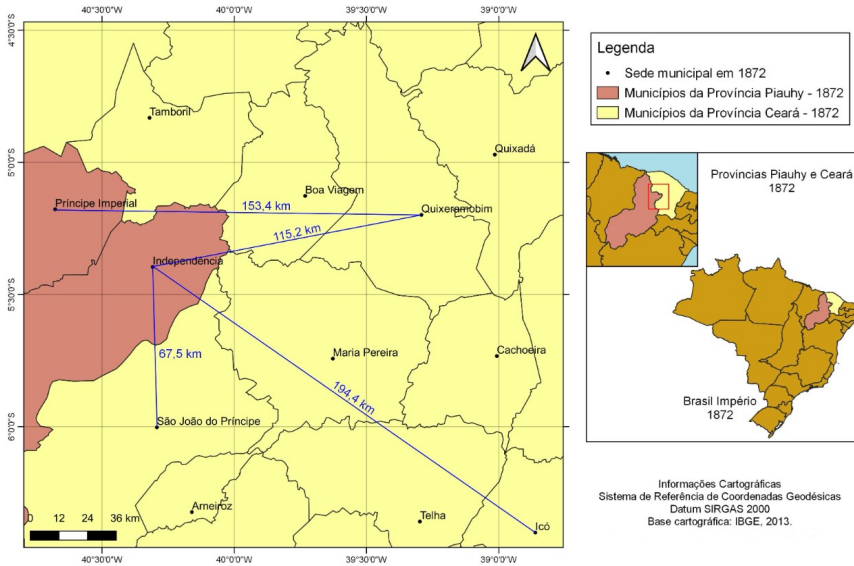 40°30'0"O
40°0'0"O
39°30'0"O
39°0'0"O
4°30'0"S
5°0'0"S
5°30'0"S
6°0'0"S
Tamboril
Quixadá
Boa Viagem
Príncipe Imperial
153,4 km
Quixeramobim
115,2 km
Independência
67,5 km
Maria Pereira
Cachoeira
194,4 km
São João do Príncipe
Arneiroz
Telha
Icó
0 12 24 36 km
40°30'0"O
40°0'0"O
39°30'0"O
39°0'0"O
Legenda
Sede municipal em 1872
Municípios da Província Piauhy - 1872
Municípios da Província Ceará - 1872
Províncias Piauhy e Ceará
1872
Brasil Império
1872
Informações Cartográficas
Sistema de Referência de Coordenadas Geodésicas
Datum SIRGAS 2000
Base cartográfica: IBGE, 2013.